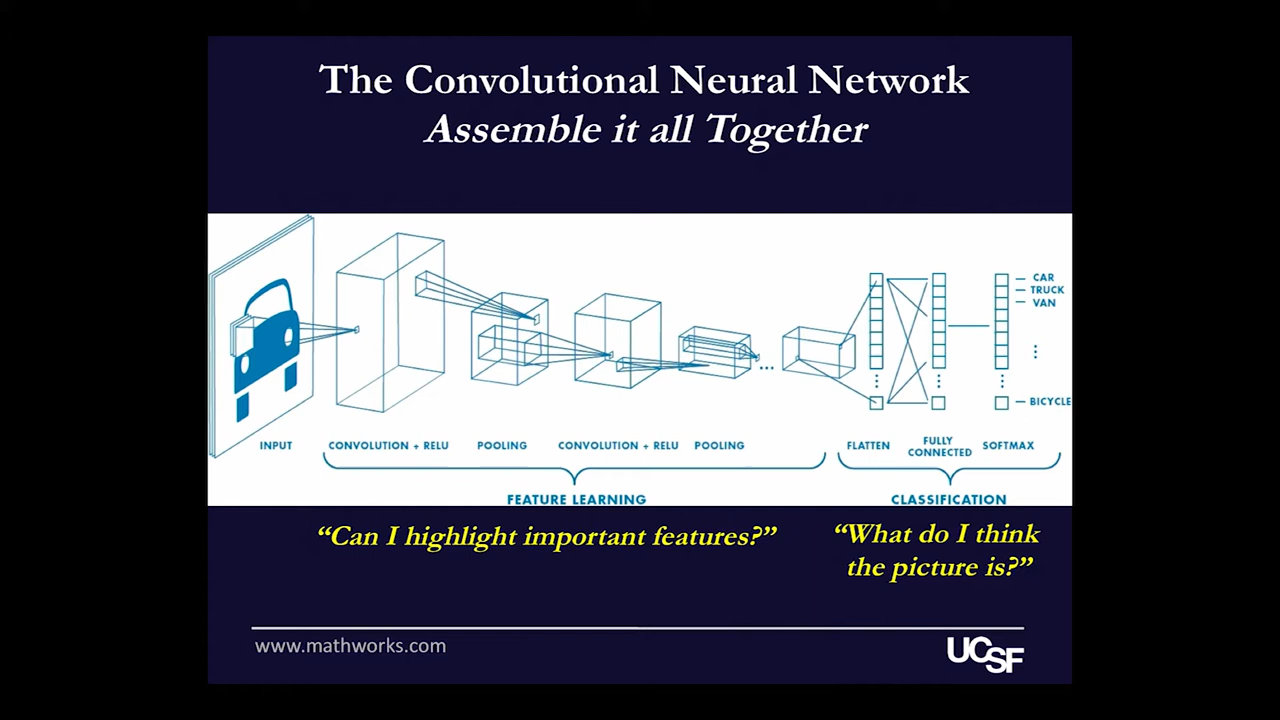 The Convolutional Neural Network
Assemble it all Together
CAR
TRUCK
VAN
BICYCLE
INPUT
CONVOLUTION + RELU
POOLING
CONVOLUTION + RELU
POOLING
FLATTEN
FULLY
CONNECTED
SOFTMAX
FEATURE LEARNING
CLASSIFICATION
“Can I highlight important features?”
“What do I think
the picture is?”
www.mathworks.com
UCSF